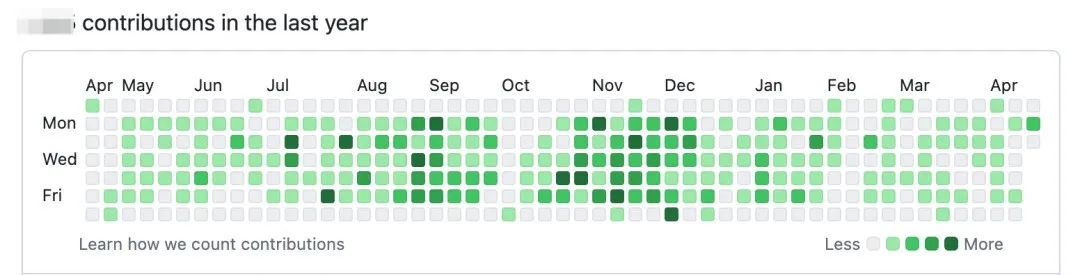 contributions in the last year
Apr May Jun Jul Aug Sep Oct Nov Dec Jan Feb Mar Apr
Mon
Wed
Fri
Learn how we count contributions Less More